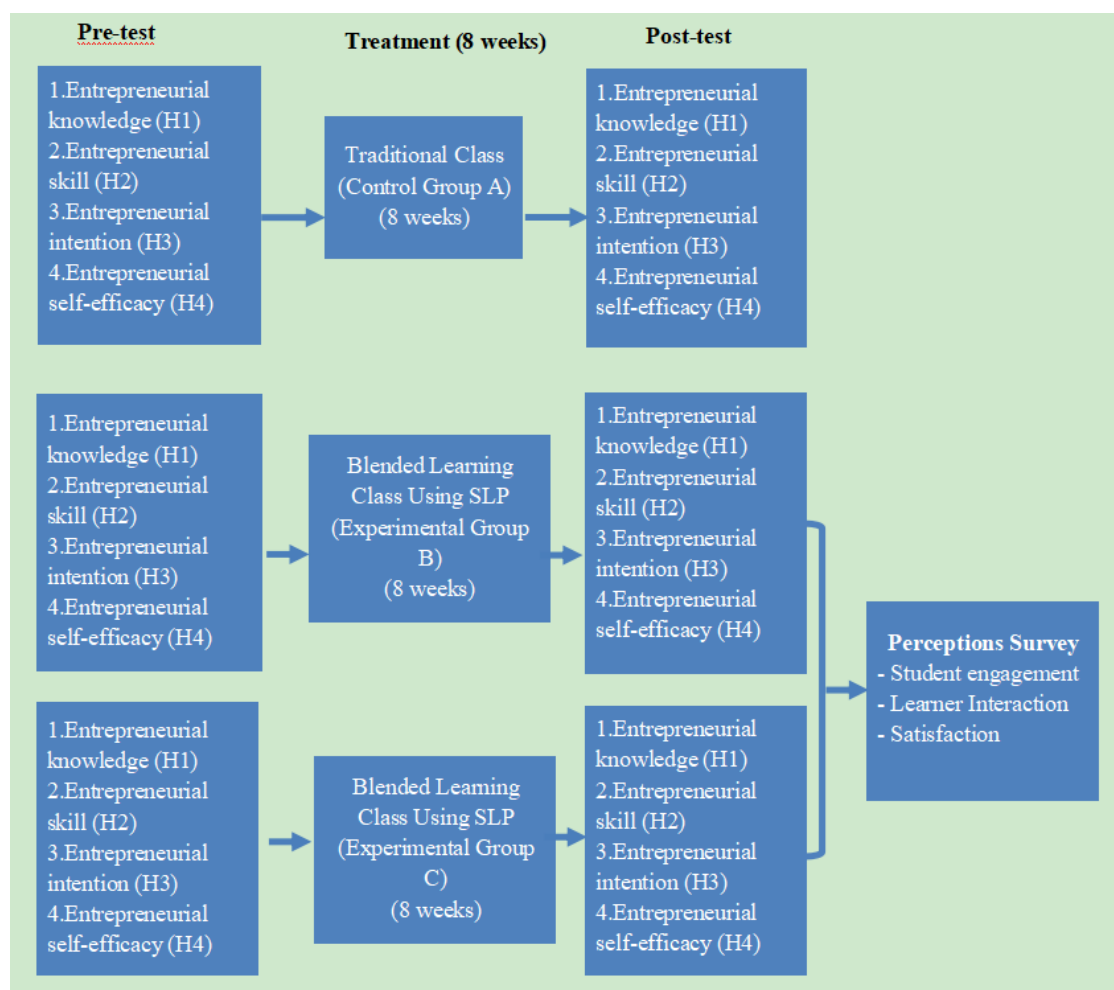 Pre-test
Treatment (8 weeks)
Post-test
1.Entrepreneurial
knowledge (H1)
2.Entrepreneurial
skill (H2)
3.Entrepreneurial
intention (H3)
4.Entrepreneurial
self-efficacy (H4)
Traditional Class
(Control Group A)
(8 weeks)
1.Entrepreneurial
knowledge (H1)
2.Entrepreneurial
skill (H2)
3.Entrepreneurial
intention (H3)
4.Entrepreneurial
self-efficacy (H4)
1.Entrepreneurial
knowledge (H1)
2.Entrepreneurial
skill (H2)
3.Entrepreneurial
intention (H3)
4.Entrepreneurial
self-efficacy (H4)
Blended Learning
Class Using SLP
(Experimental Group
B)
(8 weeks)
1.Entrepreneurial
knowledge (H1)
2.Entrepreneurial
skill (H2)
3.Entrepreneurial
intention (H3)
4.Entrepreneurial
self-efficacy (H4)
Perceptions Survey
- Student engagement
- Learner Interaction
- Satisfaction
1.Entrepreneurial
knowledge (H1)
2.Entrepreneurial
skill (H2)
3.Entrepreneurial
intention (H3)
4.Entrepreneurial
self-efficacy (H4)
Blended Learning
Class Using SLP
(Experimental Group
C)
(8 weeks)
1.Entrepreneurial
knowledge (H1)
2.Entrepreneurial
skill (H2)
3.Entrepreneurial
intention (H3)
4.Entrepreneurial
self-efficacy (H4)